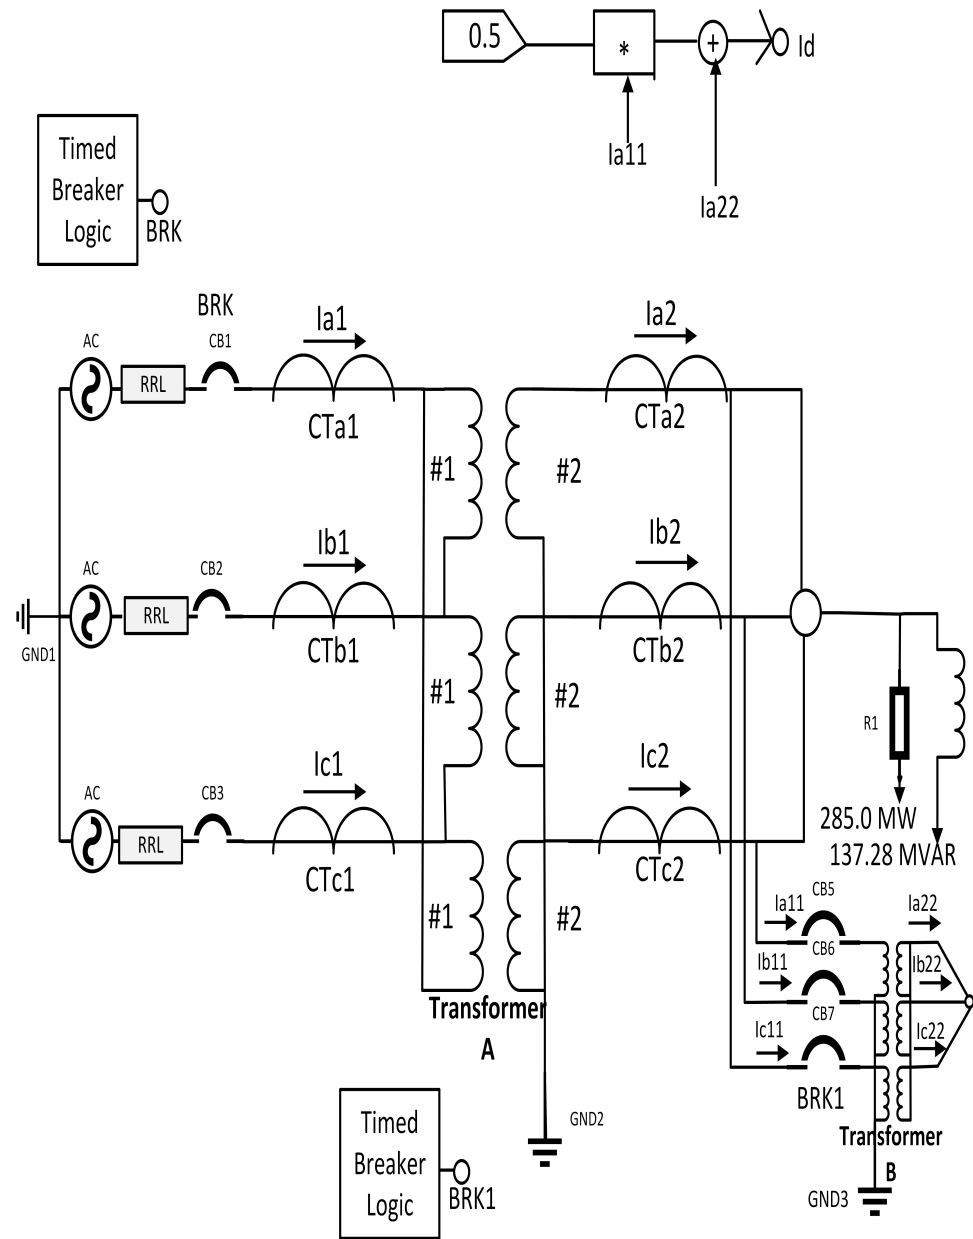 0.5
*
+
Id
Ia11
Ia22
Timed
Breaker
Logic
BRK
BRK
Ia1
Ia2
AC
CB1
RRL
CTa1
CTa2
#1
#2
Ib1
Ib2
AC
CB2
RRL
GND1
CTb1
CTb2
#1
#2
Ic1
Ic2
R1
AC
CB3
RRL
285.0 MW
137.28 MVAR
CTc1
CTc2
#1
#2
CB5
Ia11
Ia22
CB6
Ib11
Ib22
CB7
Ic11
Ic22
Transformer
A
BRK1
Transformer
B
GND2
GND3
Timed
Breaker
Logic
BRK1